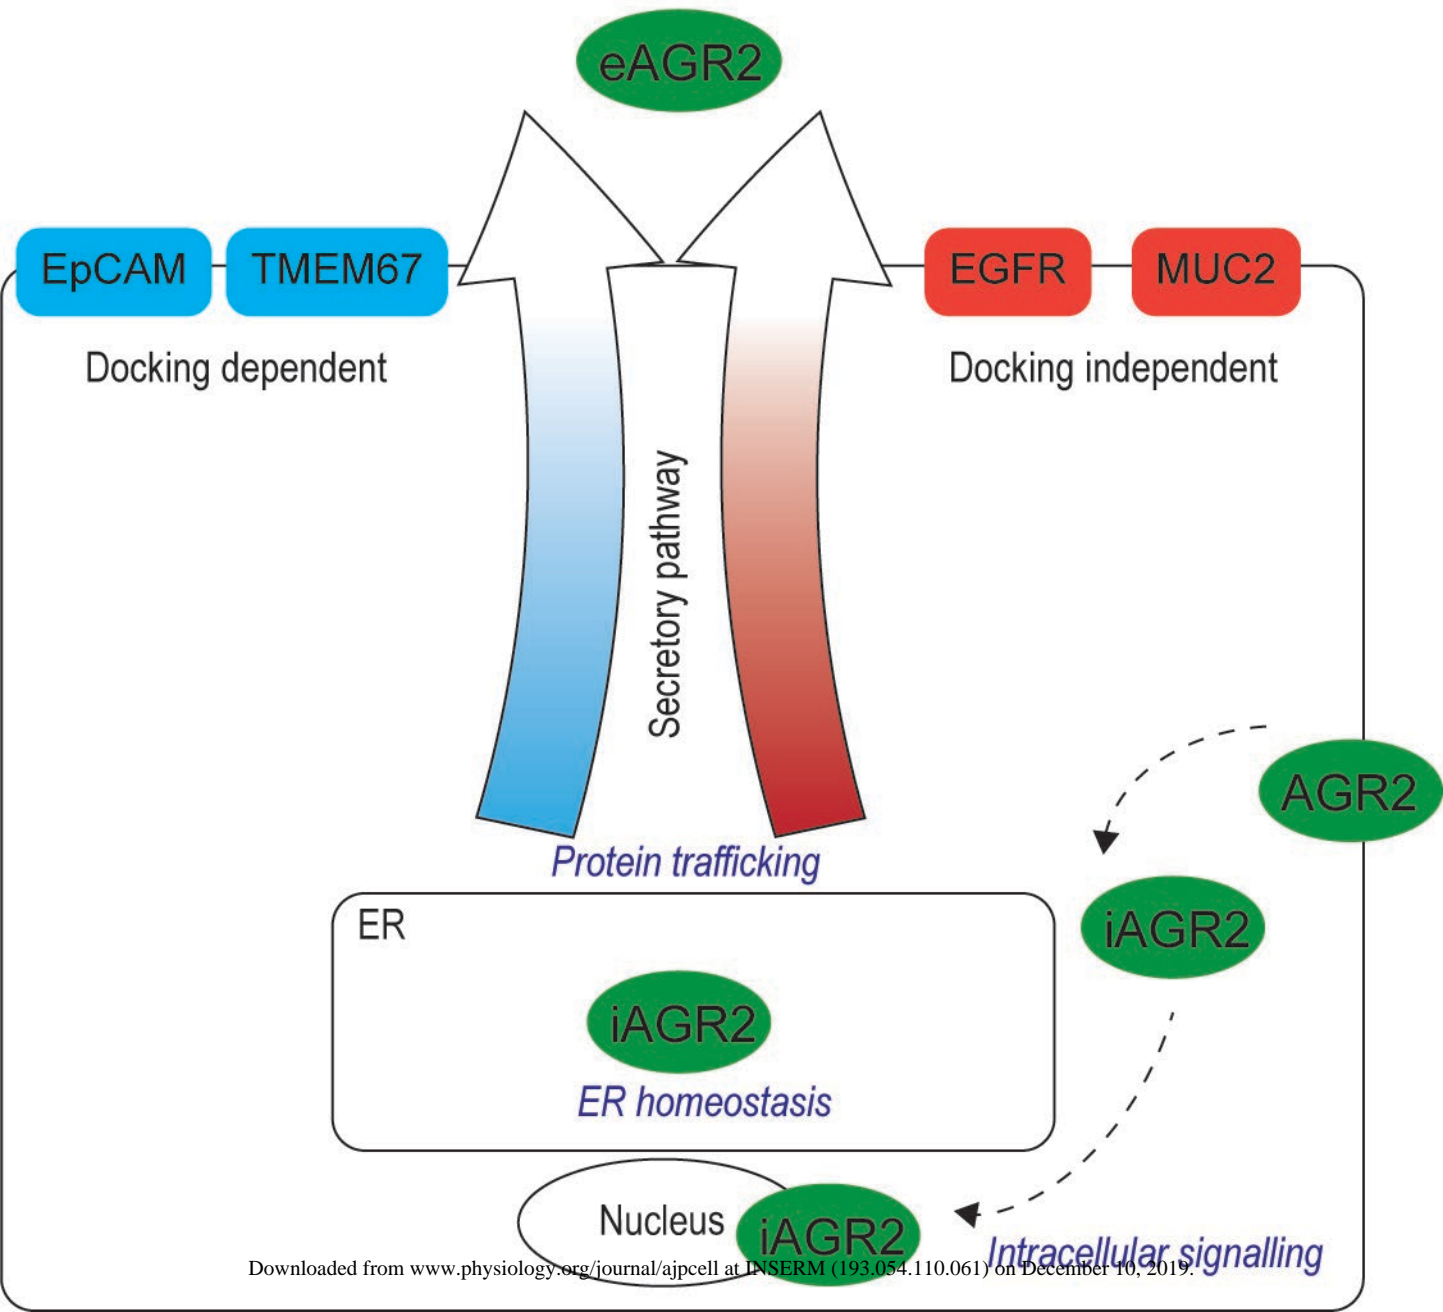 eAGR2
EpCAM
TMEM67
EGFR
MUC2
Docking dependent
Docking independent
Secretory pathway
AGR2
Protein trafficking
ER
iAGR2
iAGR2
ER homeostasis
Nucleus
iAGR2
Intracellular signalling
Downloaded from www.physiology.org/journal/ajpcell at INSERM (193.054.110.061) on December 10, 2019.